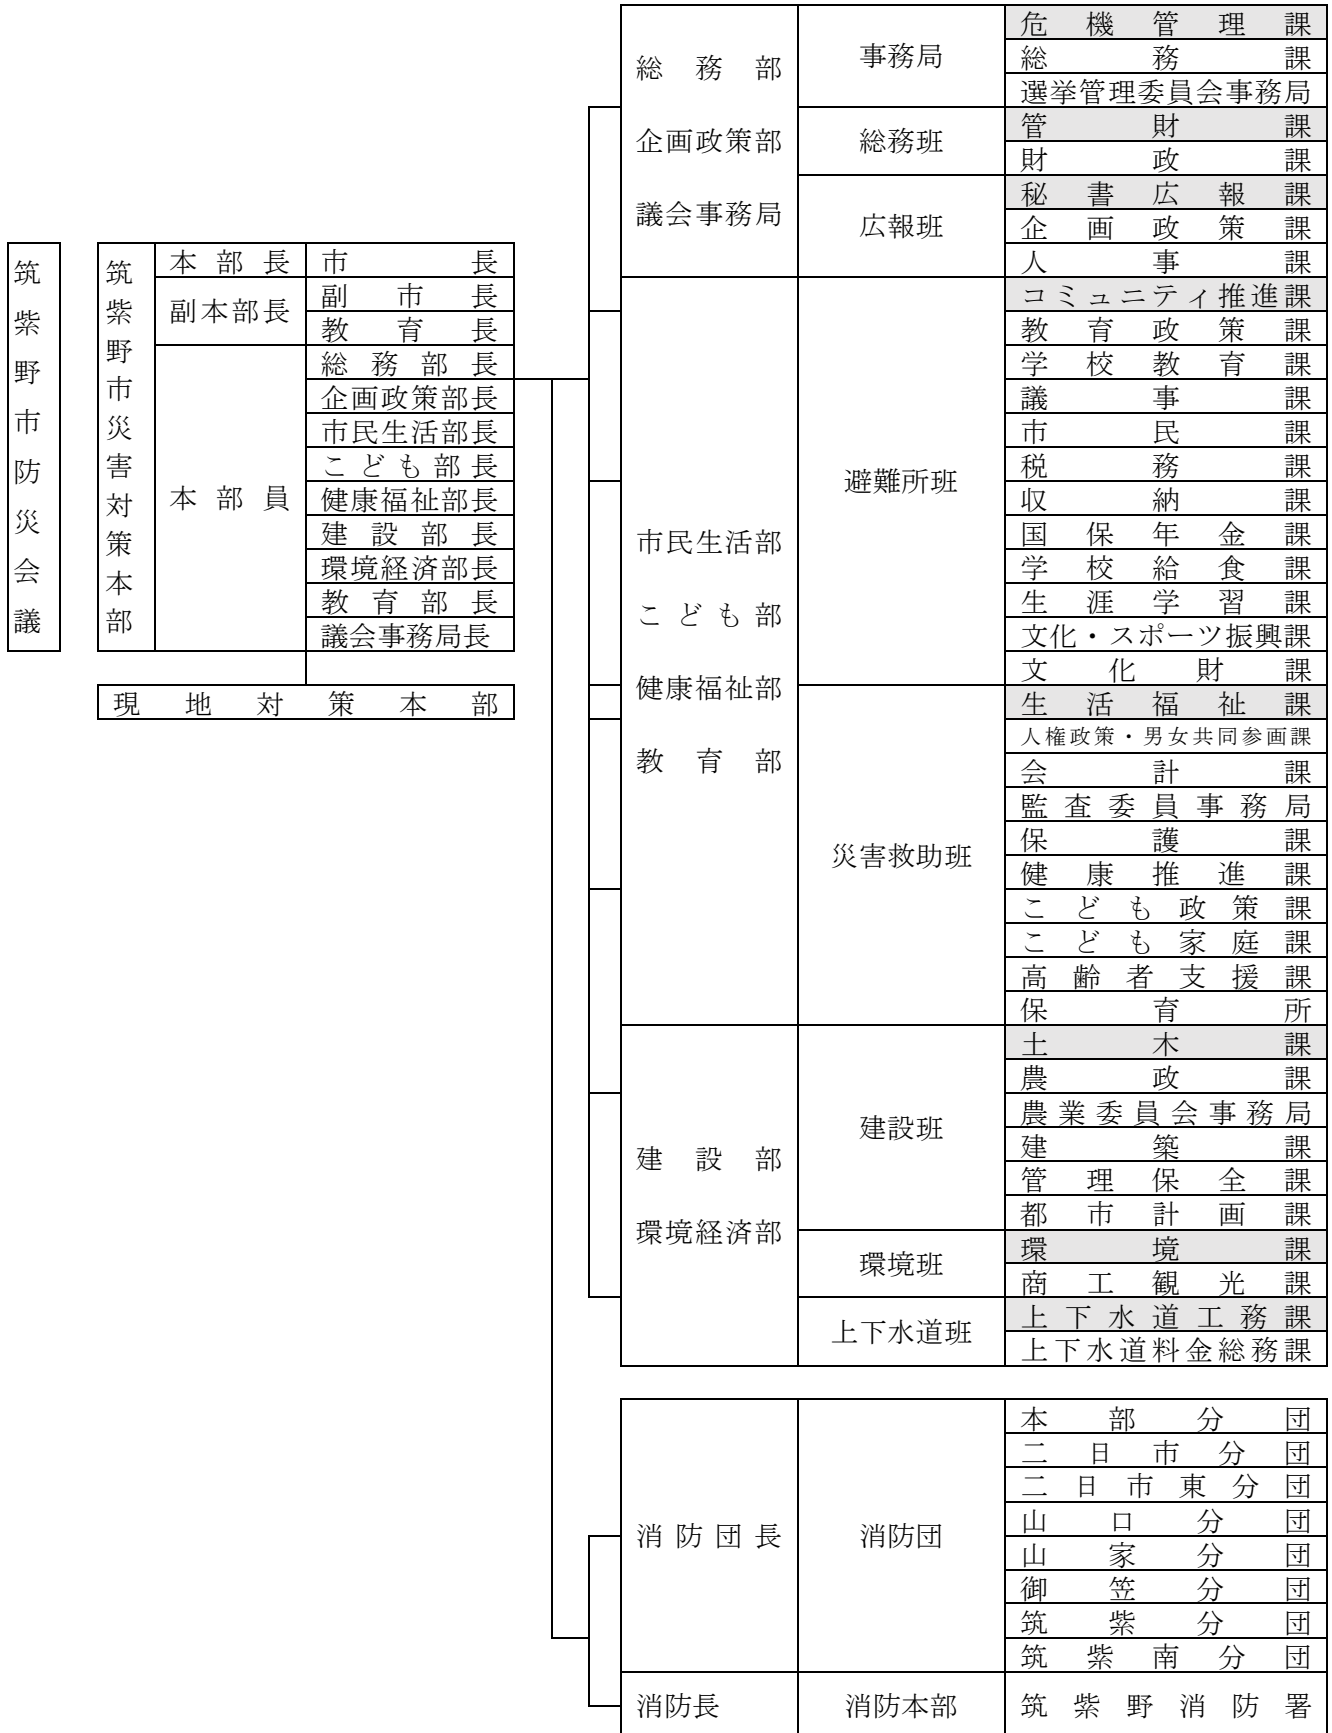 筑紫野市防災会議
筑紫野市災害対策本部
本部長
市長
副本部長
副市長
教育長
本部員
総務部長
企画政策部長
市民生活部長
こども部長
健康福祉部長
建設部長
環境経済部長
教育部長
議会事務局長
現地対策本部
総務部
企画政策部
議会事務局
事務局
危機管理課
総務課
選挙管理委員会事務局
総務班
管財課
財政課
広報班
秘書広報課
企画政策課
人事課
市民生活部
こども部
健康福祉部
教育部
避難所班
コミュニティ推進課
教育政策課
学校教育課
議事課
市民課
税務課
収納課
国保年金課
学校給食課
生涯学習課
文化・スポーツ振興課
文化財課
災害救助班
生活福祉課
人権政策・男女共同参画課
会計課
監査委員事務局
保護課
健康推進課
こども政策課
こども家庭課
高齢者支援課
保育所
建設部
環境経済部
建設班
土木課
農政課
農業委員会事務局
建築課
管理保全課
都市計画課
環境班
環境課
商工観光課
上下水道班
上下水道工務課
上下水道料金総務課
消防団長
消防団
本部分団
二日市分団
二日市東分団
山口分団
山家分団
御笠分団
筑紫分団
筑紫南分団
消防長
消防本部
筑紫野消防署